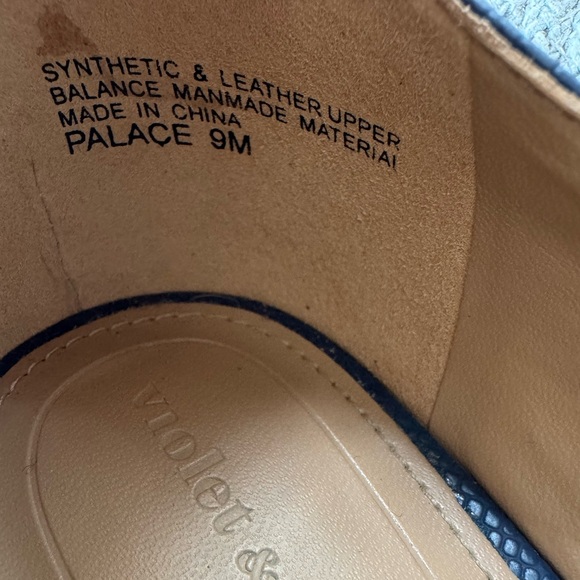 SYNTHETIC & LEATHER UPPER
BALANCE MANMADE MATERIAL
MADE IN CHINA
PALACE 9M
violet &